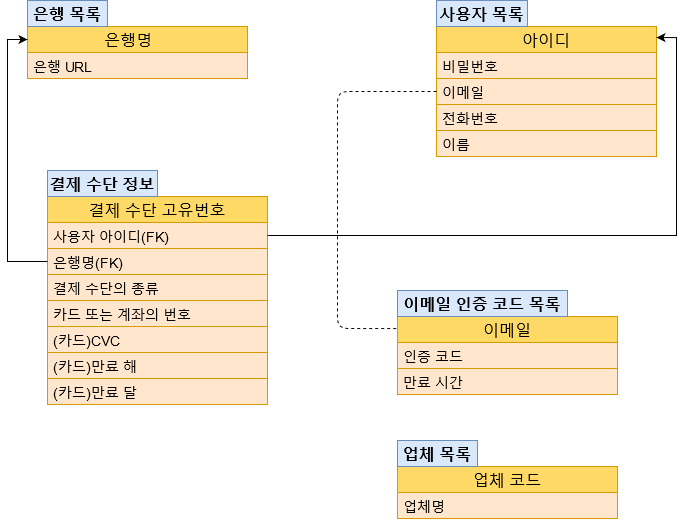 은행 목록
은행명
은행 URL
사용자 목록
아이디
비밀번호
이메일
전화번호
이름
결제 수단 정보
결제 수단 고유번호
사용자 아이디(FK)
은행명(FK)
결제 수단의 종류
카드 또는 계좌의 번호
(카드)CVC
(카드)만료 해
(카드)만료 달
이메일 인증 코드 목록
이메일
인증 코드
만료 시간
업체 목록
업체 코드
업체명